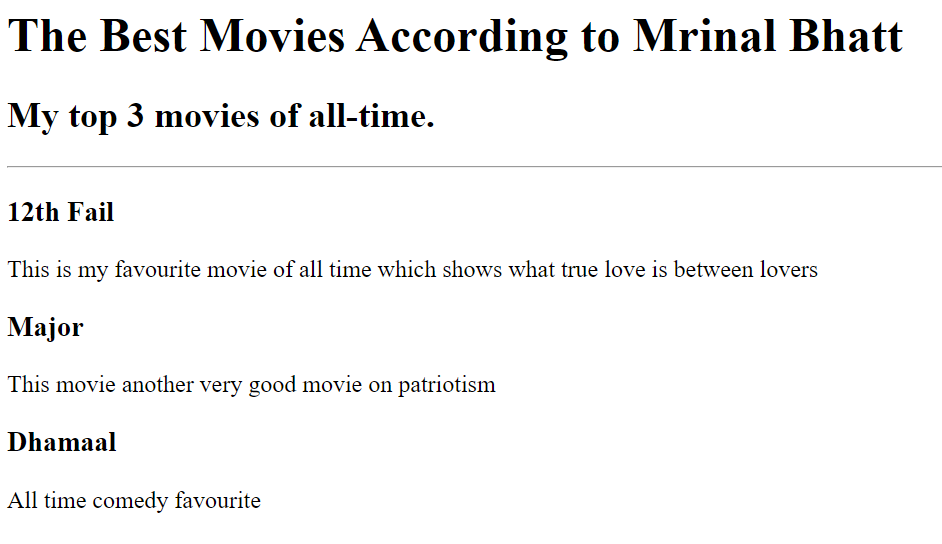 The Best Movies According to Mrinal Bhatt
My top 3 movies of all-time.
12th Fail
This is my favourite movie of all time which shows what true love is between lovers
Major
This movie another very good movie on patriotism
Dhamaal
All time comedy favourite